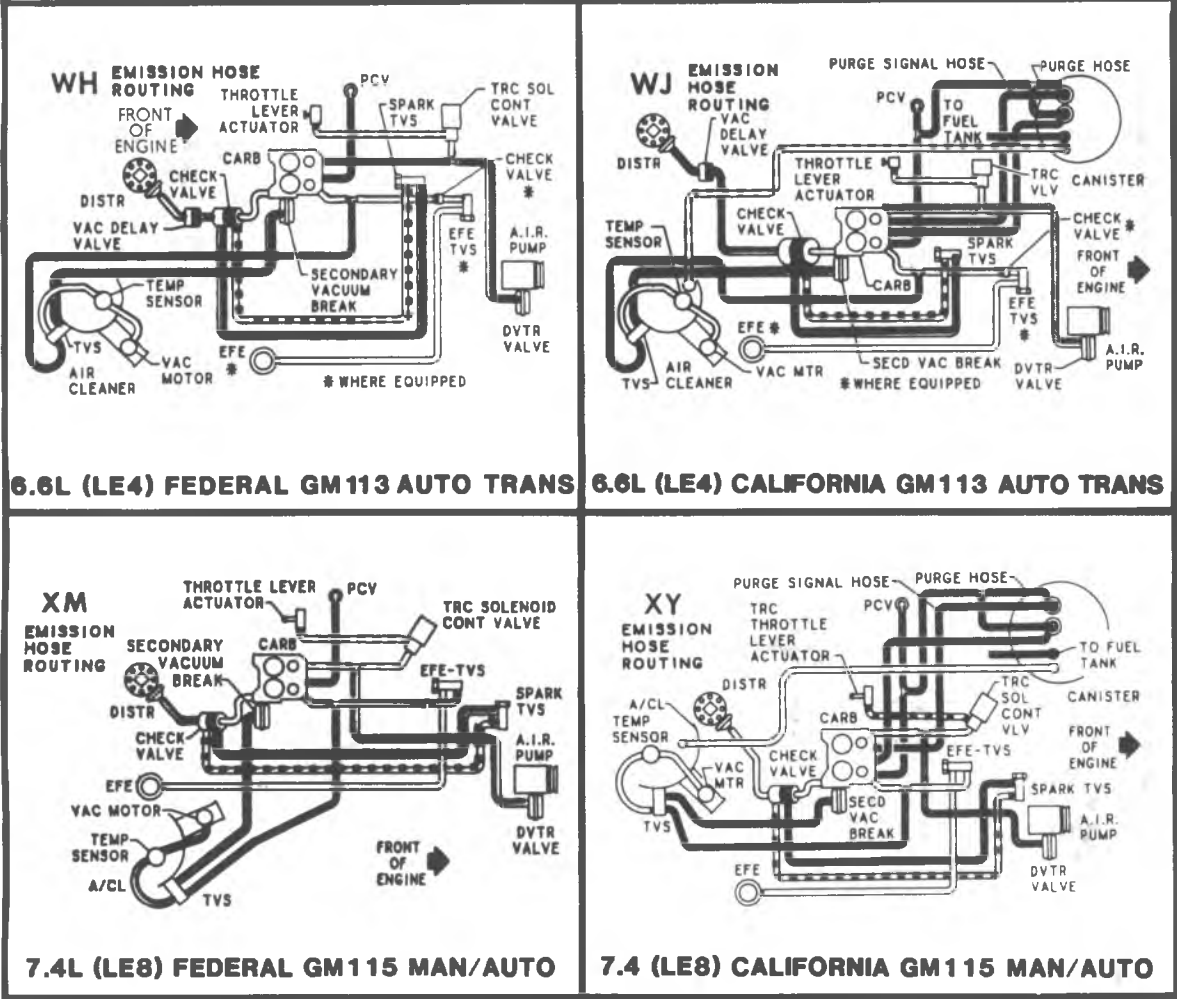 WH
EMISSION HOSE
ROUTING
FRONT
OF
ENGINE
THROTTLE
LEVER
ACTUATOR
PCV
SPARK
TVS
TRC SOL
CONT
VALVE
CARB
CHECK
VALVE
DISTR
CHECK
VALVE
*
VAC DELAY
VALVE
EFE
TVS
*
A.I.R.
PUMP
TEMP
SENSOR
SECONDARY
VACUUM
BREAK
TVS
AIR
CLEANER
VAC
MOTOR
EFE
*
DVTR
VALVE
*WHERE EQUIPPED
6.6L (LE4) FEDERAL GM113 AUTO TRANS
WJ
EMISSION
HOSE
ROUTING
PURGE SIGNAL HOSE
PURGE HOSE
PCV
TO
FUEL
TANK
VAC
DELAY
VALVE
DISTR
THROTTLE
LEVER
ACTUATOR
TRC
VLV
CANISTER
TEMP
SENSOR
CHECK
VALVE
CHECK *
VALVE
SPARK
TVS
CARB
FRONT
OF
ENGINE
EFE *
EFE
TVS
*
TVS
AIR
CLEANER
VAC MTR
SECD VAC BREAK
*WHERE EQUIPPED
DVTR
VALVE
A.I.R.
PUMP
6.6L (LE4) CALIFORNIA GM113 AUTO TRANS
XM
EMISSION
HOSE
ROUTING
THROTTLE LEVER
ACTUATOR
PCV
TRC SOLENOID
CONT VALVE
SECONDARY
VACUUM
BREAK
CARB
EFE-TVS
DISTR
SPARK
TVS
CHECK
VALVE
A.I.R.
PUMP
EFE
VAC MOTOR
TEMP
SENSOR
A/CL
TVS
FRONT
OF
ENGINE
DVTR
VALVE
7.4L (LE8) FEDERAL GM115 MAN/AUTO
XY
EMISSION
HOSE
ROUTING
PURGE SIGNAL HOSE
PURGE HOSE
TRC
THROTTLE
LEVER
ACTUATOR
PCV
TO FUEL
TANK
DISTR
TRC
SOL
CONT
VLV
CANISTER
A/CL
TEMP
SENSOR
CARB
FRONT
OF
ENGINE
EFE-TVS
VAC
MTR
CHECK
VALVE
SPARK TVS
TVS
SECD
VAC
BREAK
A.I.R.
PUMP
EFE
DVTR
VALVE
7.4 (LE8) CALIFORNIA GM115 MAN/AUTO